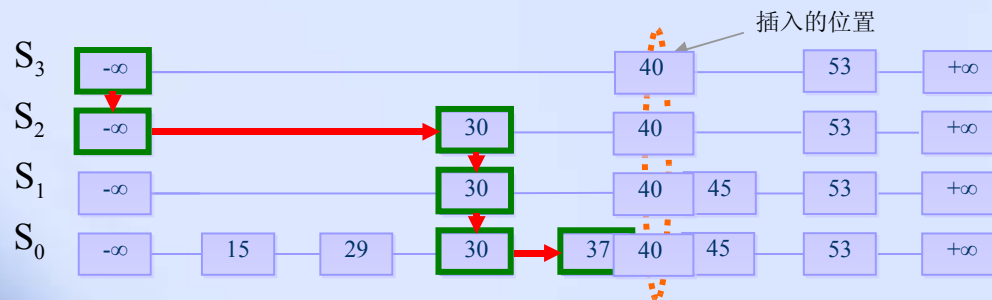 插入的位置
S3 -∞ 40 53 +∞
S2 -∞ 30 40 53 +∞
S1 -∞ 30 40 45 53 +∞
S0 -∞ 15 29 30 37 40 45 53 +∞